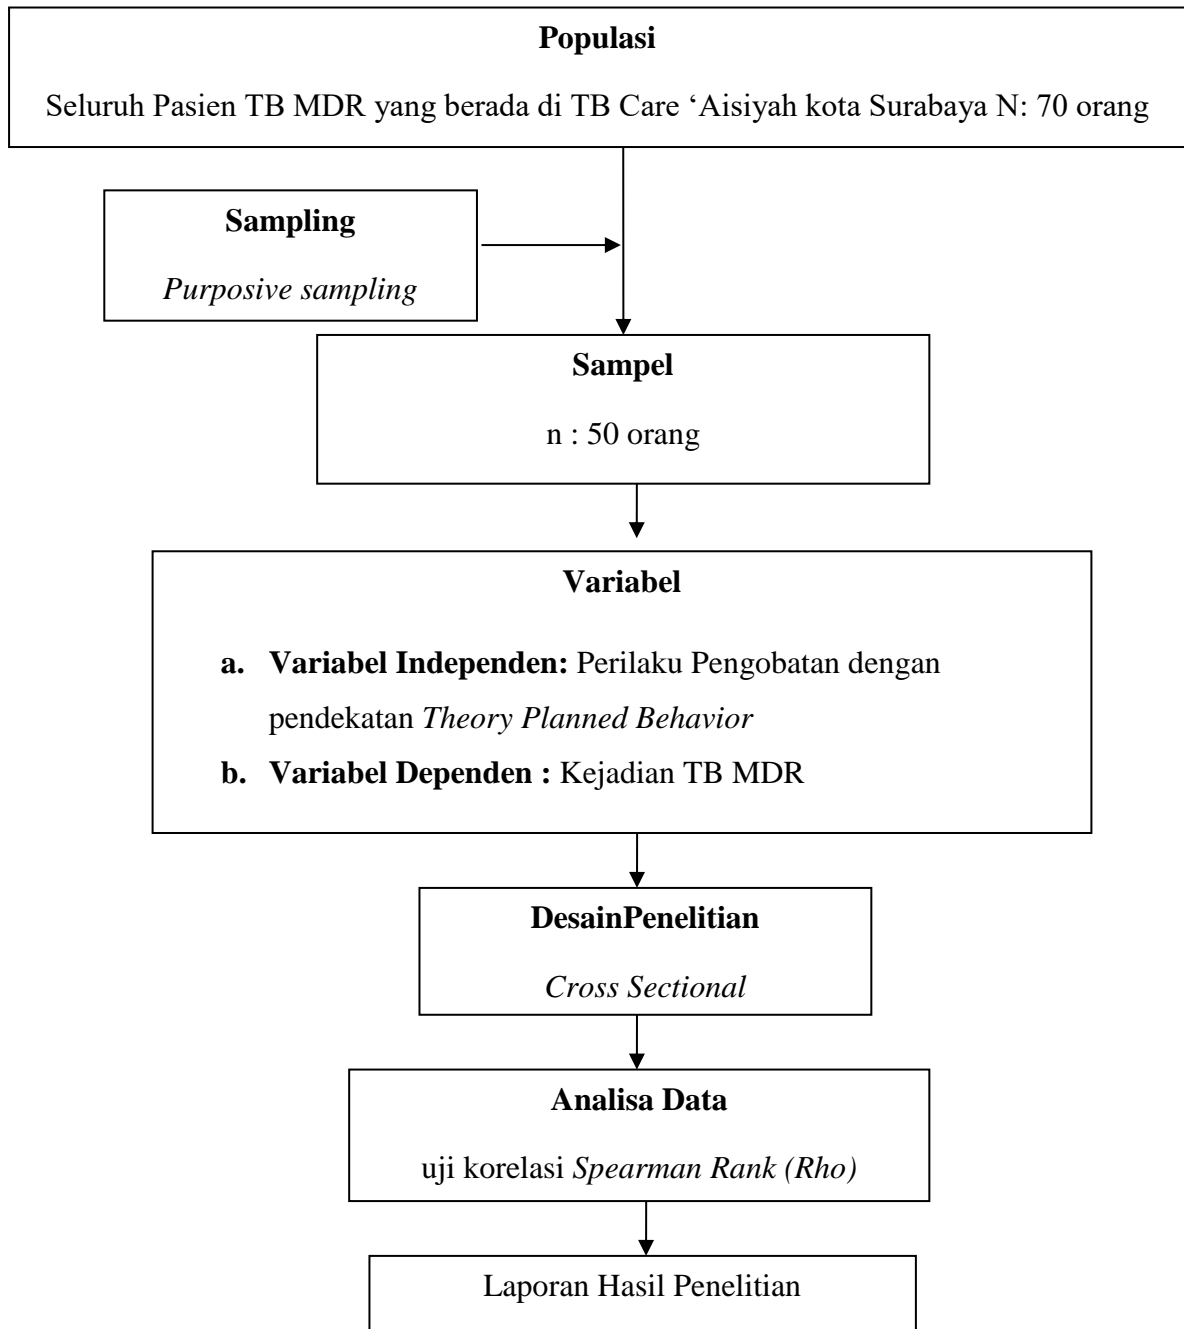 Populasi
Seluruh Pasien TB MDR yang berada di TB Care ‘Aisiyah kota Surabaya N: 70 orang
Sampling
Purposive sampling
Sampel
n : 50 orang
Variabel
a. Variabel Independen: Perilaku Pengobatan dengan
pendekatan Theory Planned Behavior
b. Variabel Dependen : Kejadian TB MDR
DesainPenelitian
Cross Sectional
Analisa Data
uji korelasi Spearman Rank (Rho)
Laporan Hasil Penelitian